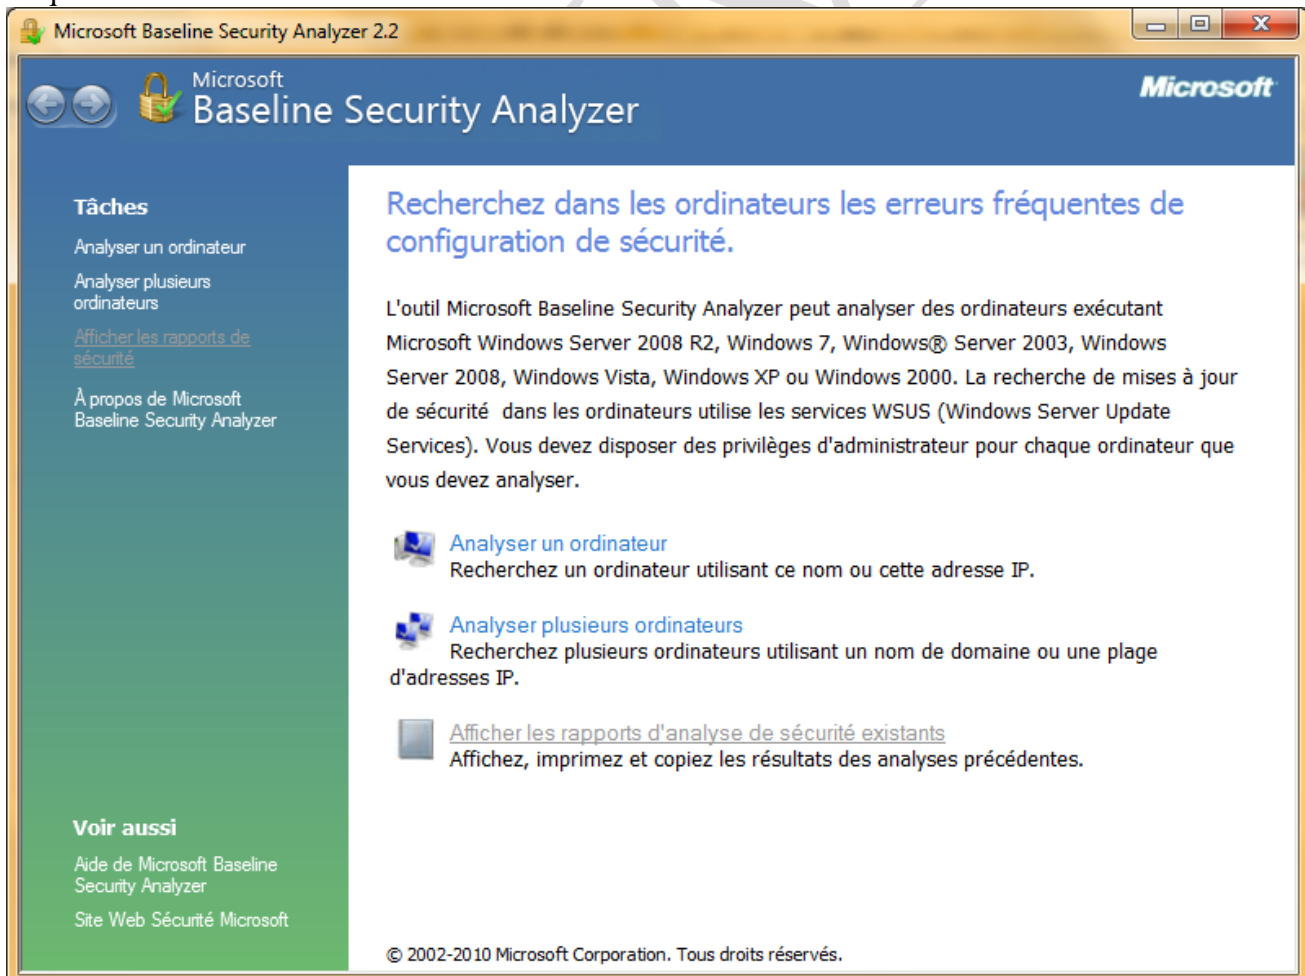 Microsoft Baseline Security Analyzer 2.2
Microsoft
Baseline Security Analyzer
Microsoft
Tâches
Analyser un ordinateur
Analyser plusieurs
ordinateurs
Afficher les rapports de
sécurité
À propos de Microsoft
Baseline Security Analyzer
Recherchez dans les ordinateurs les erreurs fréquentes de
configuration de sécurité.
L'outil Microsoft Baseline Security Analyzer peut analyser des ordinateurs exécutant
Microsoft Windows Server 2008 R2, Windows 7, Windows® Server 2003, Windows
Server 2008, Windows Vista, Windows XP ou Windows 2000. La recherche de mises à jour
de sécurité dans les ordinateurs utilise les services WSUS (Windows Server Update
Services). Vous devez disposer des privilèges d'administrateur pour chaque ordinateur que
vous devez analyser.
Analyser un ordinateur
Recherchez un ordinateur utilisant ce nom ou cette adresse IP.
Analyser plusieurs ordinateurs
Recherchez plusieurs ordinateurs utilisant un nom de domaine ou une plage
d'adresses IP.
Afficher les rapports d'analyse de sécurité existants
Affichez, imprimez et copiez les résultats des analyses précédentes.
Voir aussi
Aide de Microsoft Baseline
Security Analyzer
Site Web Sécurité Microsoft
© 2002-2010 Microsoft Corporation. Tous droits réservés.